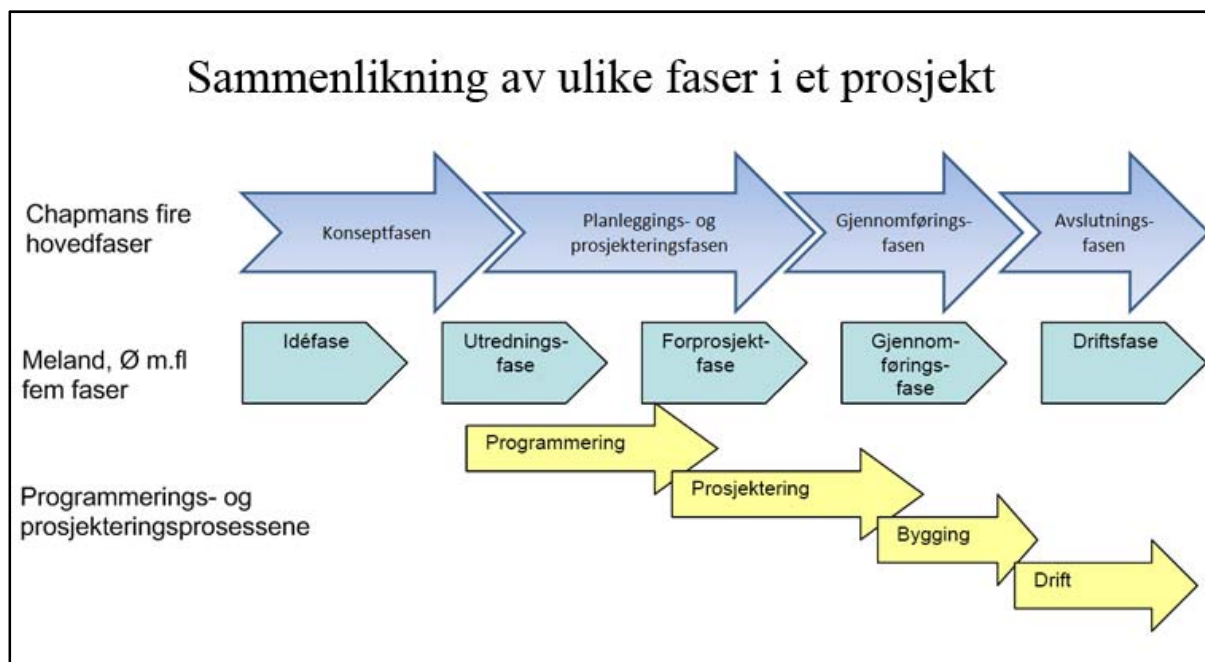 Sammenlikning av ulike faser i et prosjekt
Chapmans fire
hovedfaser
Konseptfasen
Planleggings- og
prosjekteringsfasen
Gjennomførings-
fasen
Avslutnings-
fasen
Meland, Ø m.fl
fem faser
Idéfase
Utrednings-
fase
Forprosjekt-
fase
Gjennom-
førings-
fase
Driftsfase
Programmerings- og
prosjekteringsprosessene
Programmering
Prosjektering
Bygging
Drift